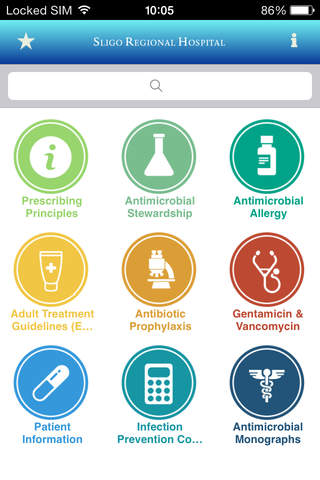 Locked SIM 10:05 86%
SLIGO REGIONAL HOSPITAL
Prescribing
Principles
Antimicrobial
Stewardship
Antimicrobial
Allergy
Adult Treatment
Guidelines (E...
Antibiotic
Prophylaxis
Gentamicin &
Vancomycin
Patient
Information
Infection
Prevention Co...
Antimicrobial
Monographs